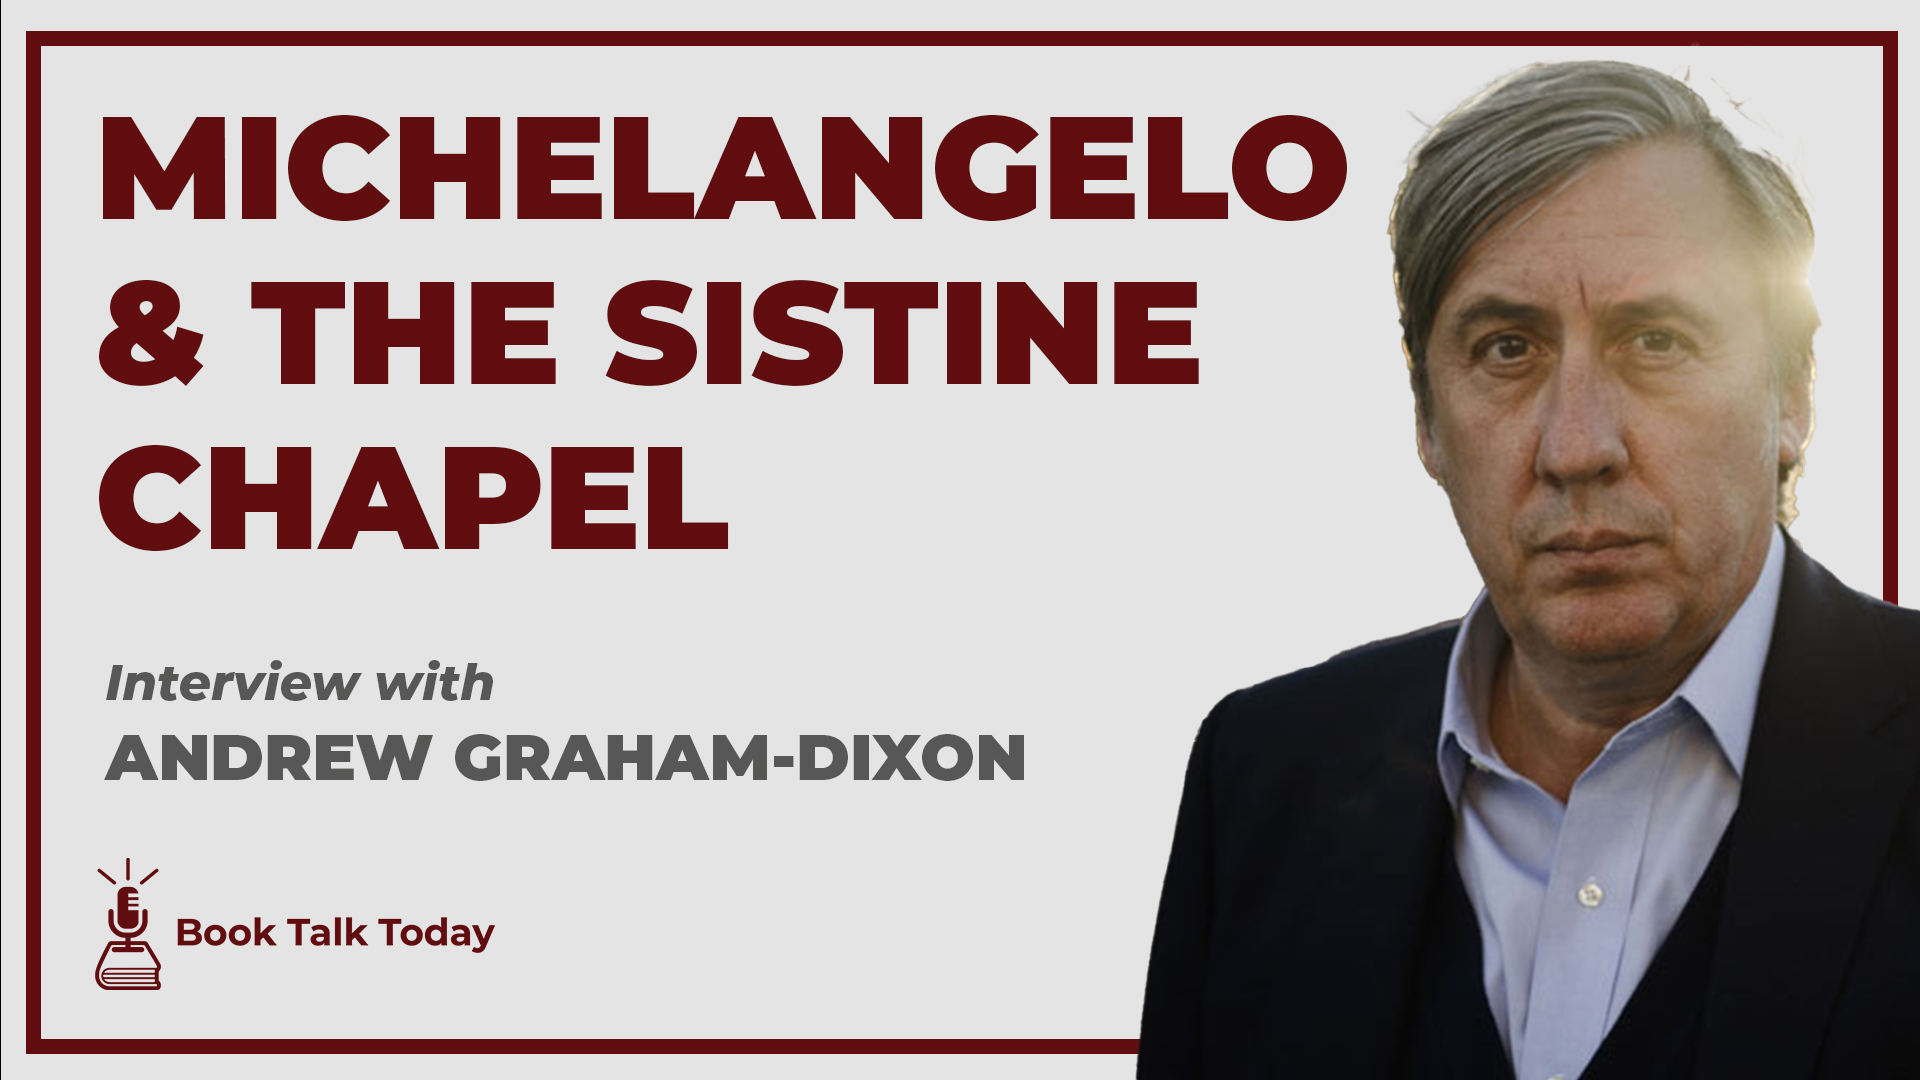 MICHELANGELO
& THE SISTINE
CHAPEL
Interview with
ANDREW GRAHAM-DIXON
Book Talk Today